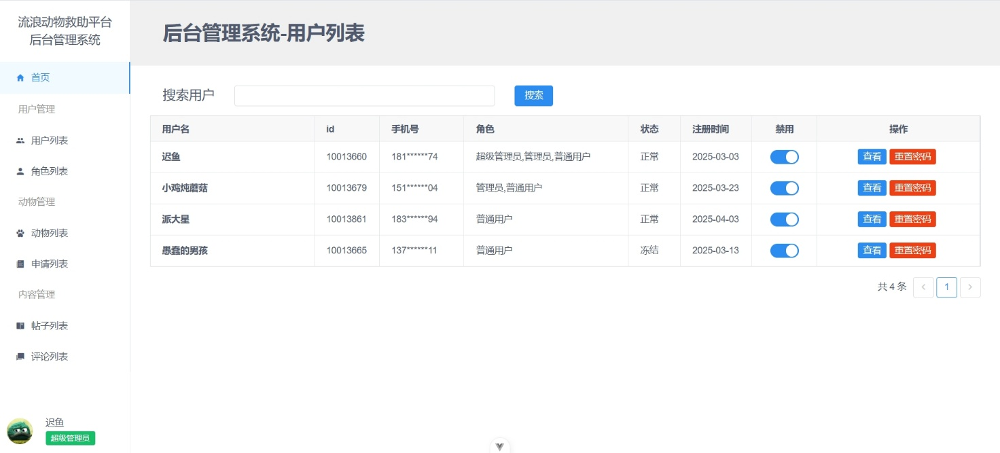 流浪动物救助平台
后台管理系统
首页
用户管理
用户列表
角色列表
动物管理
动物列表
申请列表
内容管理
帖子列表
评论列表
迟鱼
超级管理员
后台管理系统-用户列表
搜索用户 搜索
用户名 id 手机号 角色 状态 注册时间 禁用 操作
迟鱼 10013660 181******74 超级管理员,管理员,普通用户 正常 2025-03-03 查看 重置密码
小鸡炖蘑菇 10013679 151******04 管理员,普通用户 正常 2025-03-23 查看 重置密码
派大星 10013861 183******94 普通用户 正常 2025-04-03 查看 重置密码
愚蠢的男孩 10013665 137******11 普通用户 冻结 2025-03-13 查看 重置密码
共 4 条 1